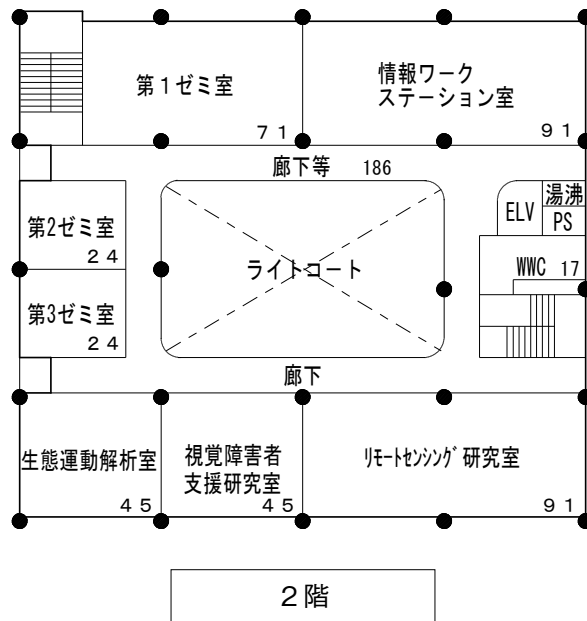 第1ゼミ室
71
情報ワーク
ステーション室
91
廊下等 186
湯沸
ELV
PS
第2ゼミ室
24
ライトコート
WWC 17
第3ゼミ室
24
廊下
生態運動解析室
45
視覚障害者
支援研究室
45
リモートセンシング研究室
91
2階